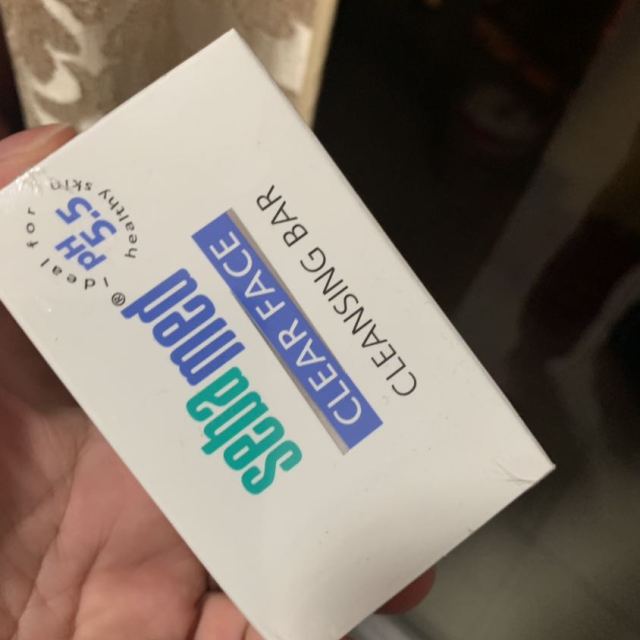 ideal for
pH
5.5
healthy skin
sebamed®
CLEAR FACE
CLEANSING BAR